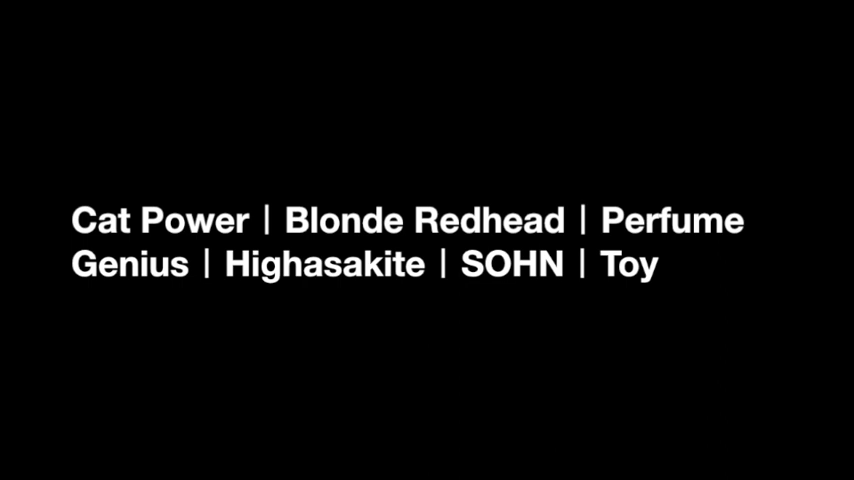 Cat Power | Blonde Redhead | Perfume
Genius | Highasakite | SOHN | Toy